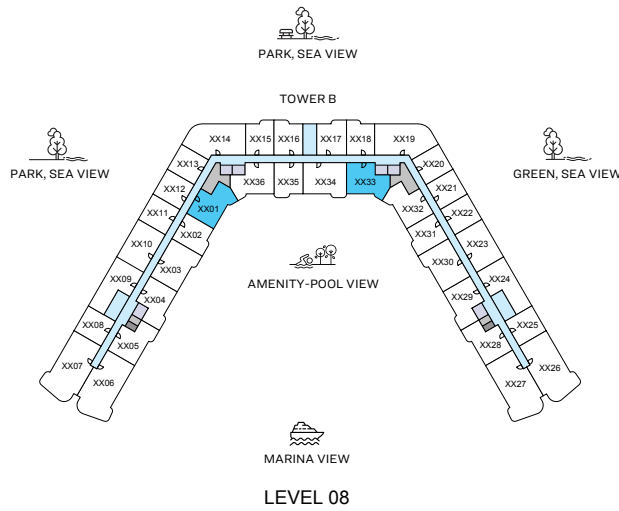 PARK, SEA VIEW
TOWER B
PARK, SEA VIEW
GREEN, SEA VIEW
XX14
XX15
XX16
XX17
XX18
XX19
XX13
XX36
XX35
XX34
XX33
XX20
XX12
XX01
XX21
XX11
XX02
XX32
XX22
XX10
XX03
XX31
XX23
XX09
XX04
XX30
XX24
XX08
XX05
XX29
XX25
XX07
XX06
XX28
XX26
XX27
AMENITY-POOL VIEW
MARINA VIEW
LEVEL 08